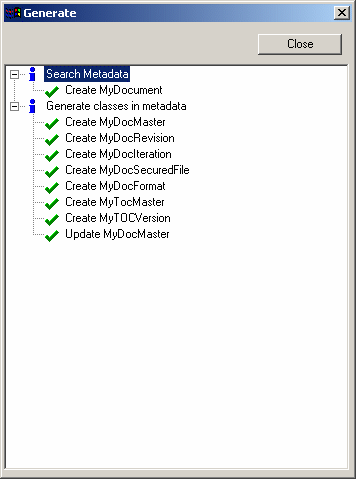 Generate
Close
Search Metadata
Create MyDocument
Generate classes in metadata
Create MyDocMaster
Create MyDocRevision
Create MyDocIteration
Create MyDocSecuredFile
Create MyDocFormat
Create MyTocMaster
Create MyTOCVersion
Update MyDocMaster